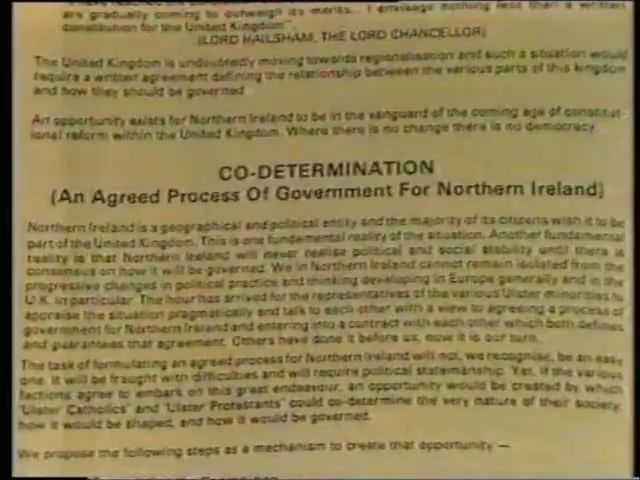 are gradually coming to outweigh its merits... I envisage nothing less than a written
constitution for the United Kingdom".
(LORD HAILSHAM, THE LORD CHANCELLOR)
The United Kingdom is undoubtedly moving towards regionalisation and such a situation would
require a written agreement defining the relationship between the various parts of this kingdom
and how they should be governed.
An opportunity exists for Northern Ireland to be in the vanguard of the coming age of constitut-
ional reform within the United Kingdom. Where there is no change there is no democracy.
CO-DETERMINATION
(An Agreed Process Of Government For Northern Ireland)
Northern Ireland is a geographical and political entity and the majority of its citizens wish it to be
part of the United Kingdom. This is one fundamental reality of the situation. Another fundamental
reality is that Northern Ireland will never realise political and social stability until there is
consensus on how it will be governed. We in Northern Ireland cannot remain isolated from the
progressive changes in political practice and thinking developing in Europe generally and in the
U.K. in particular. The hour has arrived for the representatives of the various Ulster minorities to
appraise the situation pragmatically and talk to each other with a view to agreeing a process of
government for Northern Ireland and entering into a contract with each other which both defines
and guarantees that agreement. Others have done it before us, now it is our turn.
The task of formulating an agreed process for Northern Ireland will not, we recognise, be an easy
one. It will be fraught with difficulties and will require political statemanship. Yet, if the various
factions agree to embark on this great endeavour, an opportunity would be created by which
'Ulster Catholics' and 'Ulster Protestants' could co-determine the very nature of their society,
how it would be shaped, and how it would be governed.
We propose the following steps as a mechanism to create that opportunity —